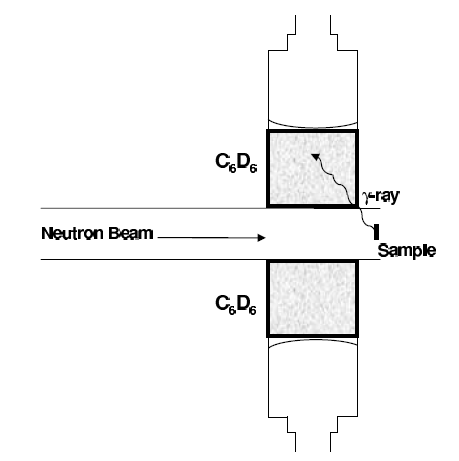 C₆D₆
γ-ray
Neutron Beam
Sample
C₆D₆